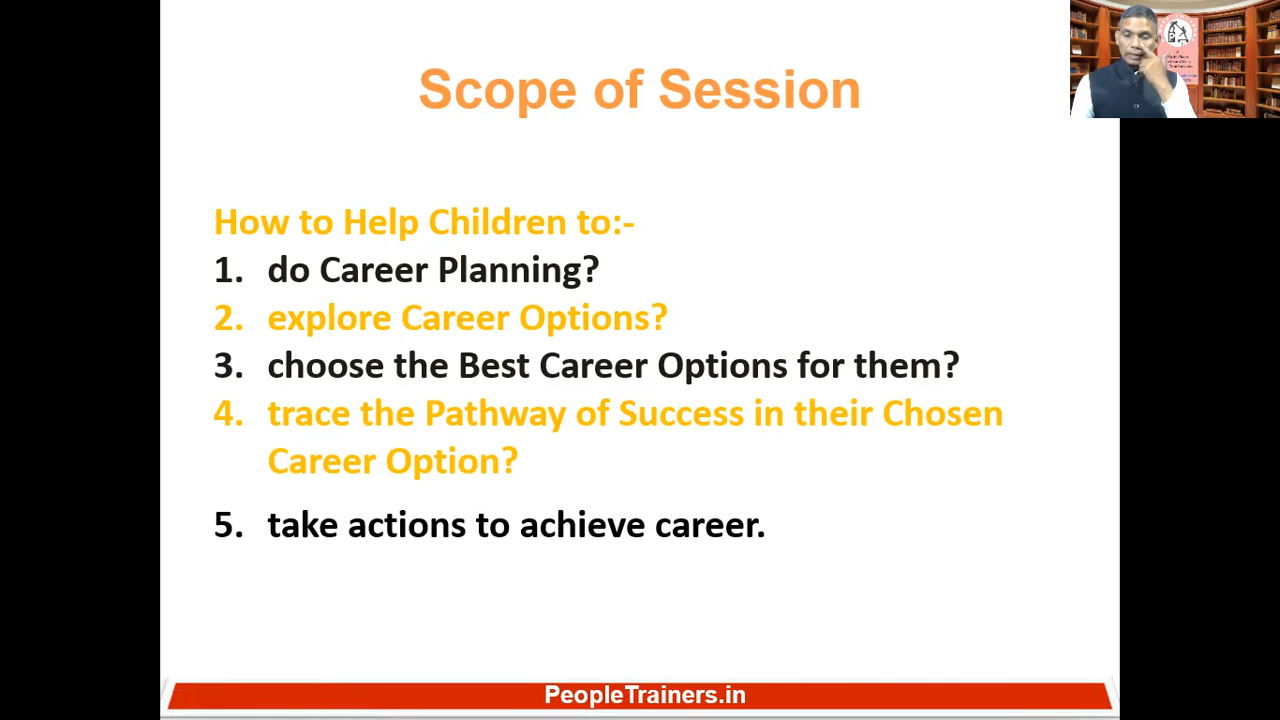 Scope of Session
How to Help Children to:-
1. do Career Planning?
2. explore Career Options?
3. choose the Best Career Options for them?
4. trace the Pathway of Success in their Chosen
Career Option?
5. take actions to achieve career.
PeopleTrainers.in